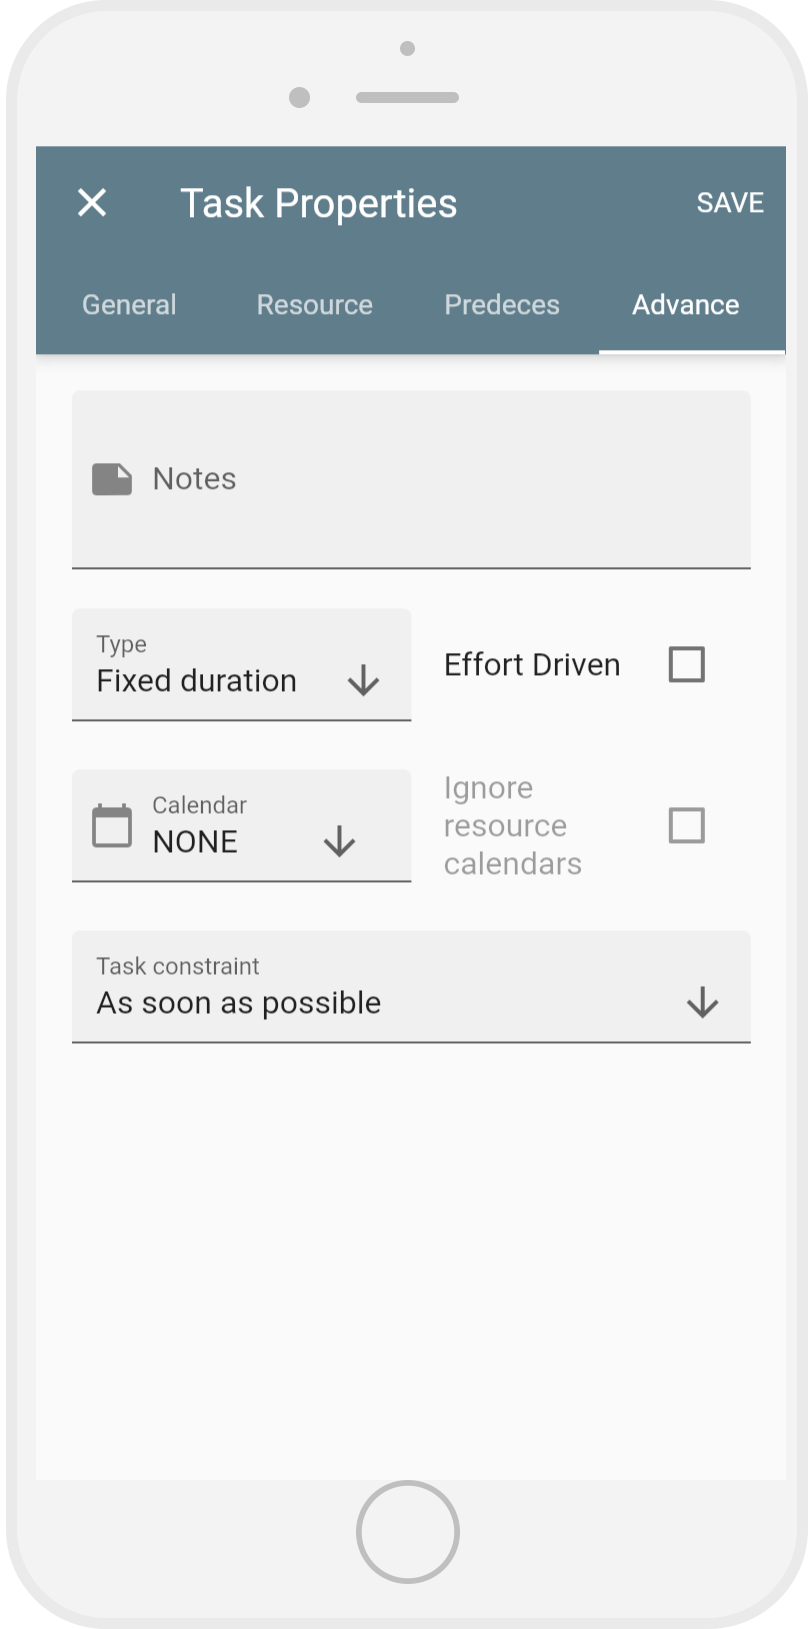 Task Properties
SAVE
General
Resource
Predeces
Advance
Notes
Type
Fixed duration
Effort Driven
Calendar
NONE
Ignore
resource
calendars
Task constraint
As soon as possible